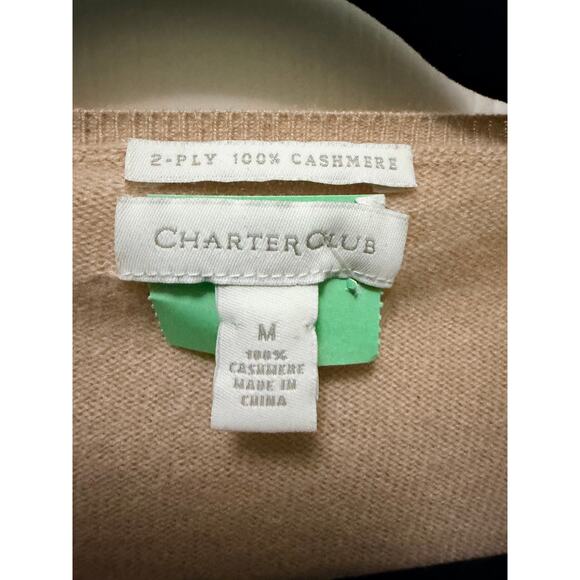 2-PLY 100% CASHMERE
CHARTER CLUB
M
100%
CASHMERE
MADE IN
CHINA